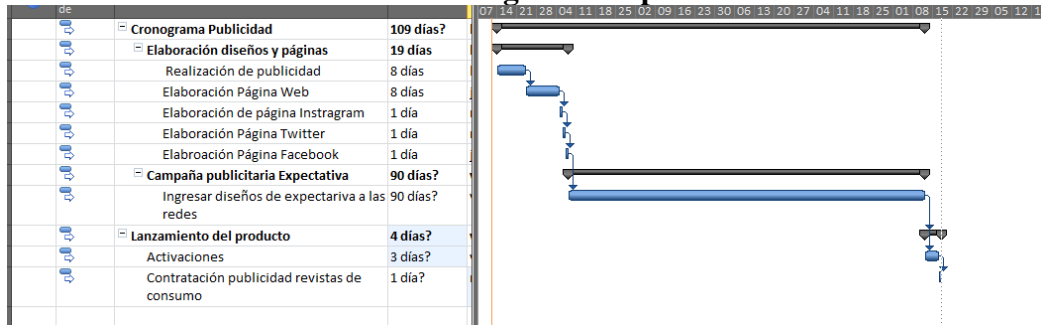 de
07 14 21 28 04 11 18 25 02 09 16 23 30 06 13 20 27 04 11 18 25 01 08 15 22 29 05 12
Cronograma Publicidad 109 días?
Elaboración diseños y páginas 19 días
Realización de publicidad 8 días
Elaboración Página Web 8 días
Elaboración de página Instragram 1 día
Elaboración Página Twitter 1 día
Elabroación Página Facebook 1 día
Campaña publicitaria Expectativa 90 días?
Ingresar diseños de expectariva a las 90 días?
redes
Lanzamiento del producto 4 días?
Activaciones 3 días?
Contratación publicidad revistas de 1 día?
consumo